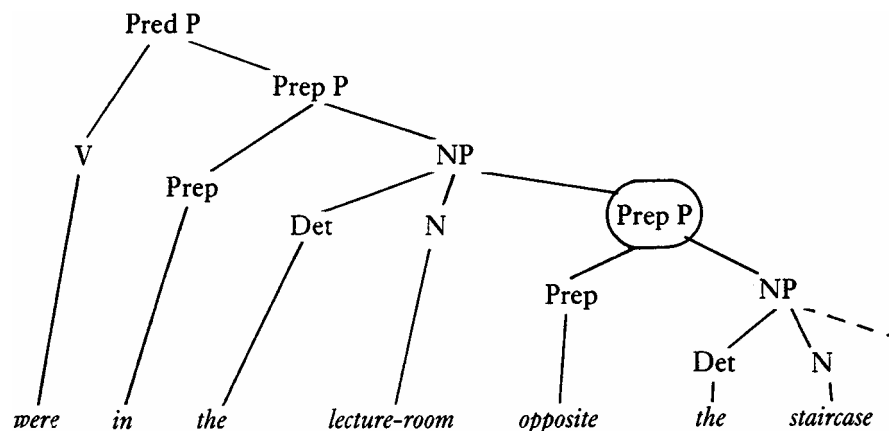 Pred P
Prep P
V
NP
Prep
Prep P
Det
N
Prep
NP
Det
N
were in the lecture-room opposite the staircase